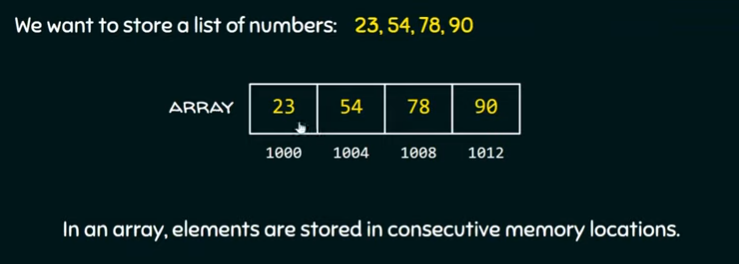 We want to store a list of numbers: 23, 54, 78, 90
ARRAY 23 54 78 90
1000 1004 1008 1012
In an array, elements are stored in consecutive memory locations.